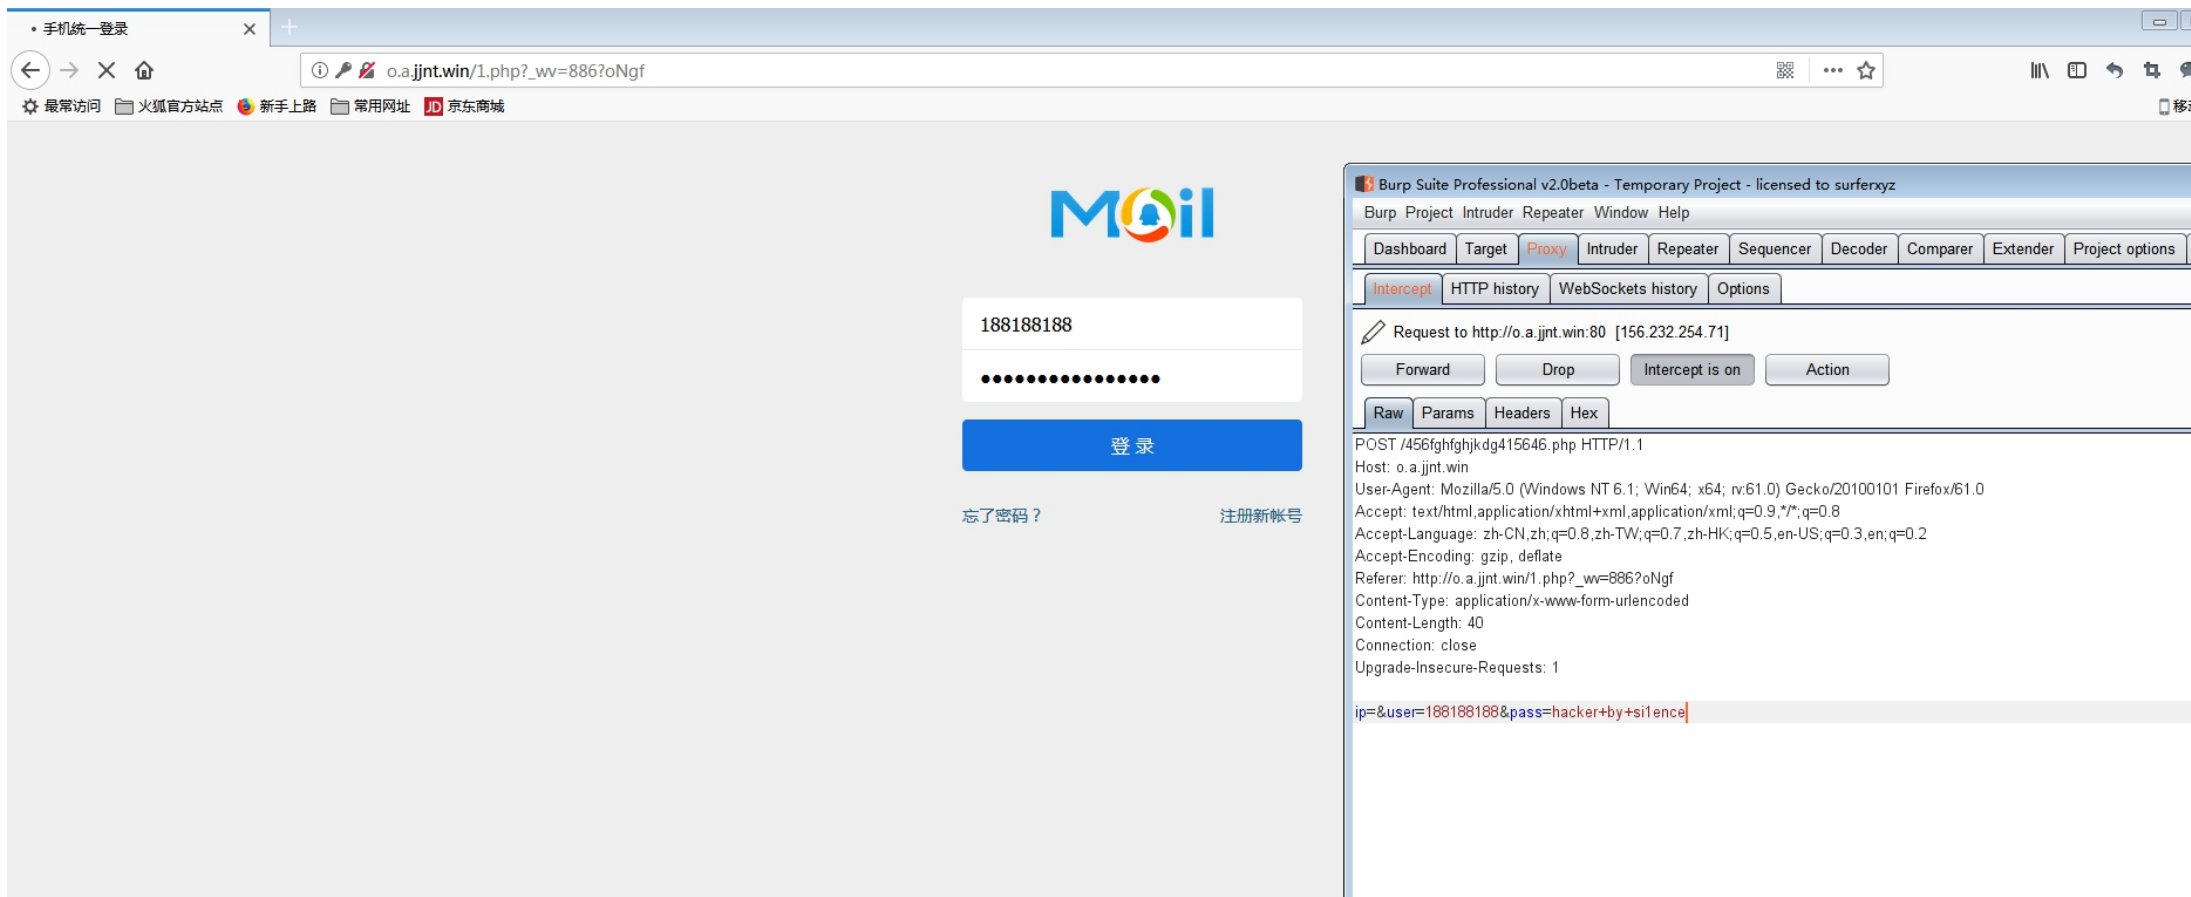 • 手机统一登录
o.a.jjnt.win/1.php?_wv=886?oNgf
最常访问 火狐官方站点 新手上路 常用网址 JD 京东商城
Mail
188188188
●●●●●●●●●●●●●●●●
登 录
忘了密码？ 注册新帐号
Burp Suite Professional v2.0beta - Temporary Project - licensed to surferxyz
Burp Project Intruder Repeater Window Help
Dashboard Target Proxy Intruder Repeater Sequencer Decoder Comparer Extender Project options
Intercept HTTP history WebSockets history Options
Request to http://o.a.jjnt.win:80 [156.232.254.71]
Forward Drop Intercept is on Action
Raw Params Headers Hex
POST /456fghfghjkdg415646.php HTTP/1.1
Host: o.a.jjnt.win
User-Agent: Mozilla/5.0 (Windows NT 6.1; Win64; x64; rv:61.0) Gecko/20100101 Firefox/61.0
Accept: text/html,application/xhtml+xml,application/xml;q=0.9,*/*;q=0.8
Accept-Language: zh-CN,zh;q=0.8,zh-TW;q=0.7,zh-HK;q=0.5,en-US;q=0.3,en;q=0.2
Accept-Encoding: gzip, deflate
Referer: http://o.a.jjnt.win/1.php?_wv=886?oNgf
Content-Type: application/x-www-form-urlencoded
Content-Length: 40
Connection: close
Upgrade-Insecure-Requests: 1
ip=&user=188188188&pass=hacker+by+si1ence